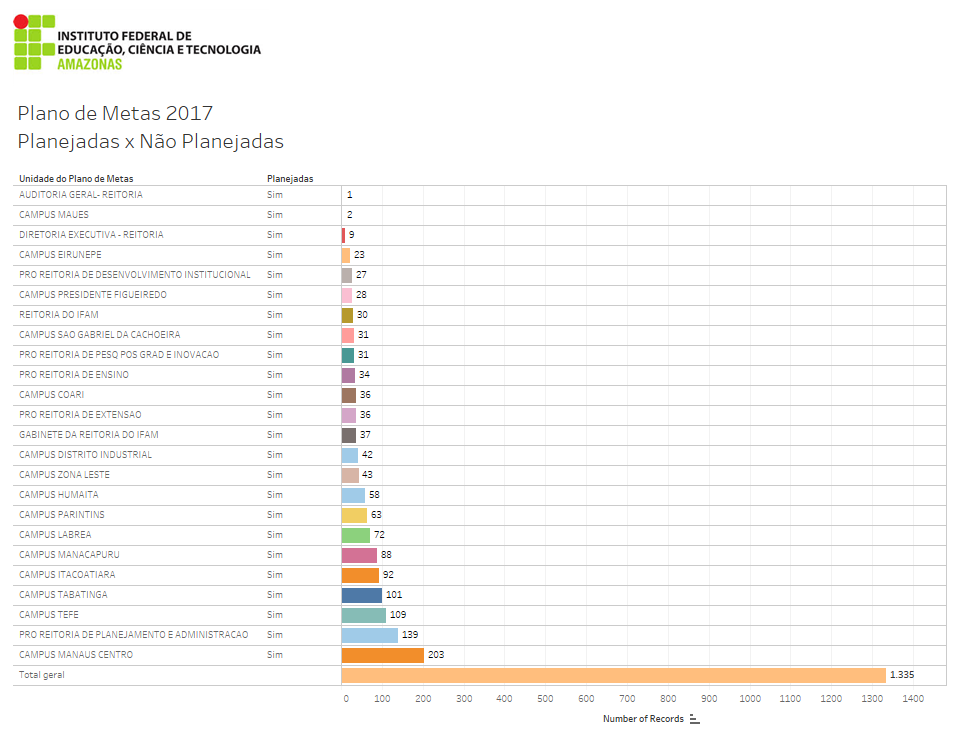 INSTITUTO FEDERAL DE
EDUCAÇÃO, CIÊNCIA E TECNOLOGIA
AMAZONAS
Plano de Metas 2017
Planejadas x Não Planejadas
Unidade do Plano de Metas Planejadas
AUDITORIA GERAL- REITORIA Sim 1
CAMPUS MAUES Sim 2
DIRETORIA EXECUTIVA - REITORIA Sim 9
CAMPUS EIRUNEPE Sim 23
PRO REITORIA DE DESENVOLVIMENTO INSTITUCIONAL Sim 27
CAMPUS PRESIDENTE FIGUEIREDO Sim 28
REITORIA DO IFAM Sim 30
CAMPUS SAO GABRIEL DA CACHOEIRA Sim 31
PRO REITORIA DE PESQ POS GRAD E INOVACAO Sim 31
PRO REITORIA DE ENSINO Sim 34
CAMPUS COARI Sim 36
PRO REITORIA DE EXTENSAO Sim 36
GABINETE DA REITORIA DO IFAM Sim 37
CAMPUS DISTRITO INDUSTRIAL Sim 42
CAMPUS ZONA LESTE Sim 43
CAMPUS HUMAITA Sim 58
CAMPUS PARINTINS Sim 63
CAMPUS LABREA Sim 72
CAMPUS MANACAPURU Sim 88
CAMPUS ITACOATIARA Sim 92
CAMPUS TABATINGA Sim 101
CAMPUS TEFE Sim 109
PRO REITORIA DE PLANEJAMENTO E ADMINISTRACAO Sim 139
CAMPUS MANAUS CENTRO Sim 203
Total geral 1.335
0 100 200 300 400 500 600 700 800 900 1000 1100 1200 1300 1400
Number of Records